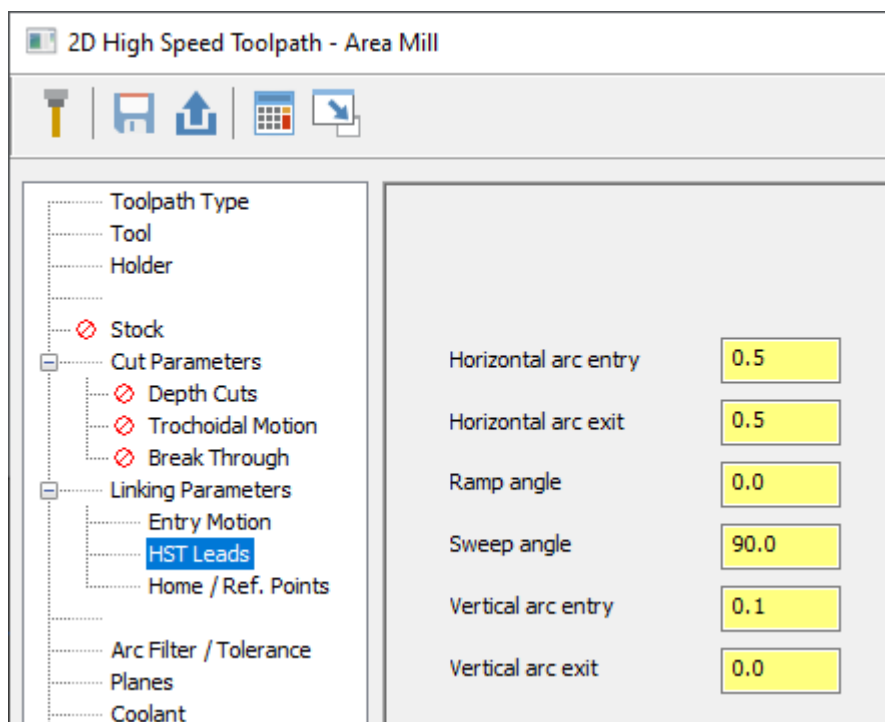 2D High Speed Toolpath - Area Mill
Toolpath Type
Tool
Holder
Stock
Cut Parameters
Depth Cuts
Trochoidal Motion
Break Through
Linking Parameters
Entry Motion
HST Leads
Home / Ref. Points
Arc Filter / Tolerance
Planes
Coolant
Horizontal arc entry 0.5
Horizontal arc exit 0.5
Ramp angle 0.0
Sweep angle 90.0
Vertical arc entry 0.1
Vertical arc exit 0.0